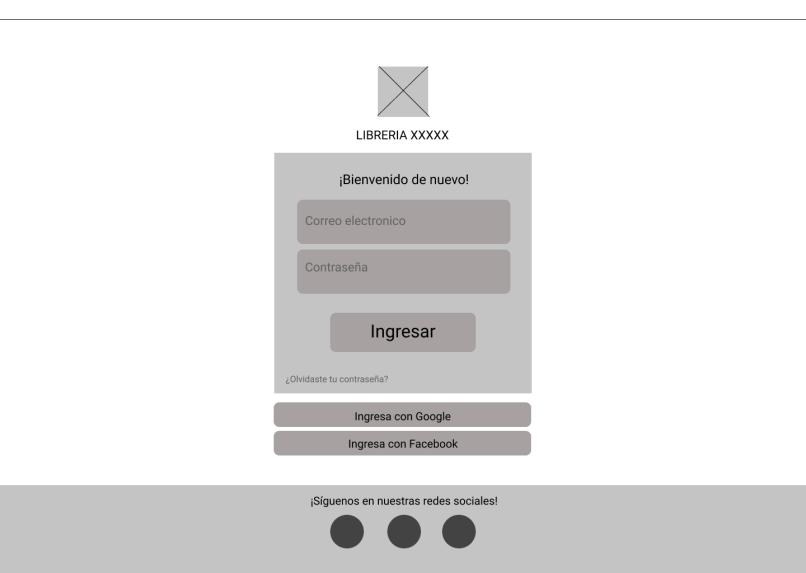 LIBRERIA XXXXX
¡Bienvenido de nuevo!
Correo electronico
Contraseña
Ingresar
¿Olvidaste tu contraseña?
Ingresa con Google
Ingresa con Facebook
¡Síguenos en nuestras redes sociales!